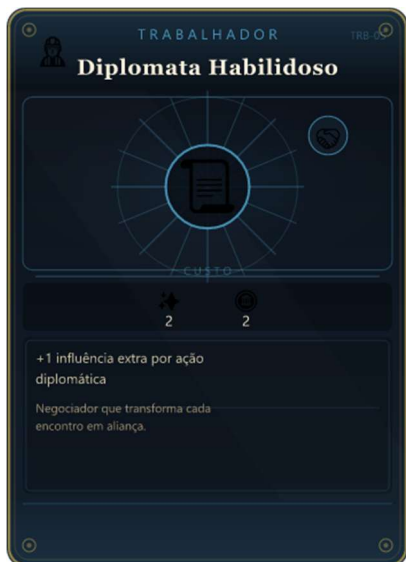 TRABALHADOR
Diplomata Habilidoso
CUSTO
2 2
+1 influência extra por ação
diplomática
Negociador que transforma cada
encontro em aliança.